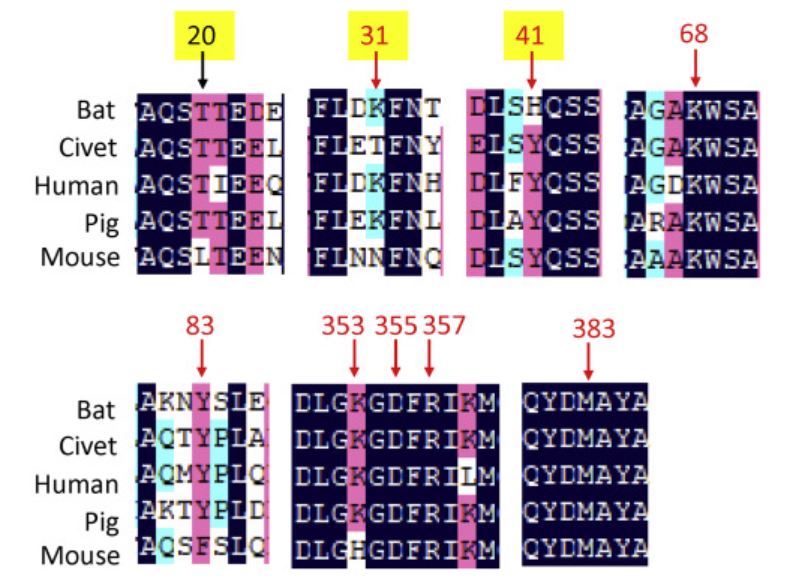 20 31 41 68
Bat AQSTTEDE FLDKFNT DLSHQSS AGAKWSA
Civet AQSTTEEL FLETFNY ELSYQSS AGAKWSA
Human AQSTIEEQ FLDKFNH DLFYQSS AGDKWSA
Pig AQSTTEEL FLEKFNL DLAYQSS ARAKWSA
Mouse AQSLTEEN FLNNFNQ DLSYQSS AAAKWSA
83 353 355 357 383
Bat AKNYSLE DLGKGDFRIKM QYDMAYA
Civet AQTYPLA DLGKGDFRIKM QYDMAYA
Human AQMYPLQ DLGKGDFRILM QYDMAYA
Pig AKTYPLD DLGKGDFRIKM QYDMAYA
Mouse AQSFSLQ DLGHGDFRIKM QYDMAYA